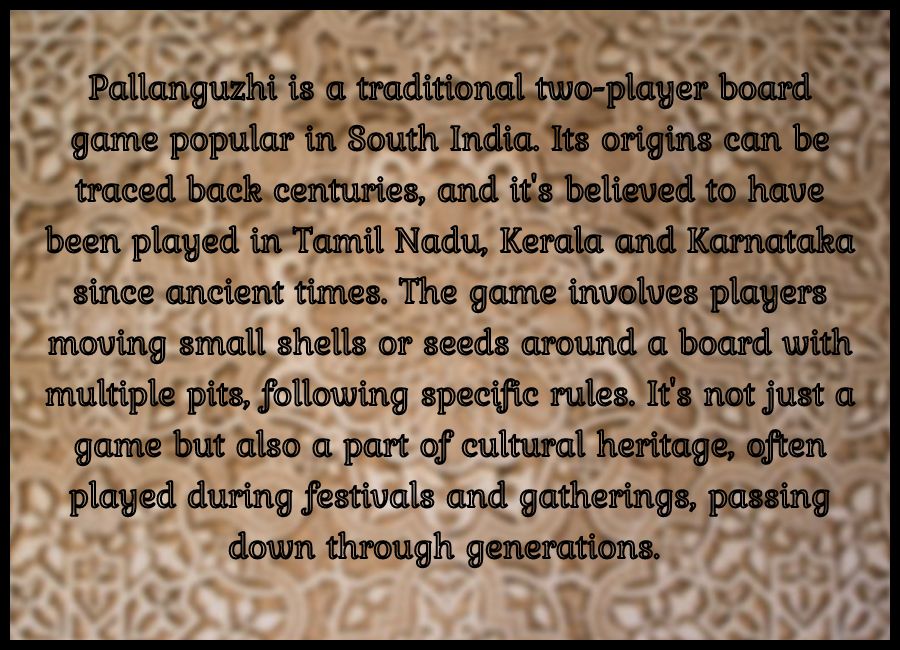 Pallanguzhi is a traditional two-player board
game popular in South India. Its origins can be
traced back centuries, and it's believed to have
been played in Tamil Nadu, Kerala and Karnataka
since ancient times. The game involves players
moving small shells or seeds around a board with
multiple pits, following specific rules. It's not just a
game but also a part of cultural heritage, often
played during festivals and gatherings, passing
down through generations.